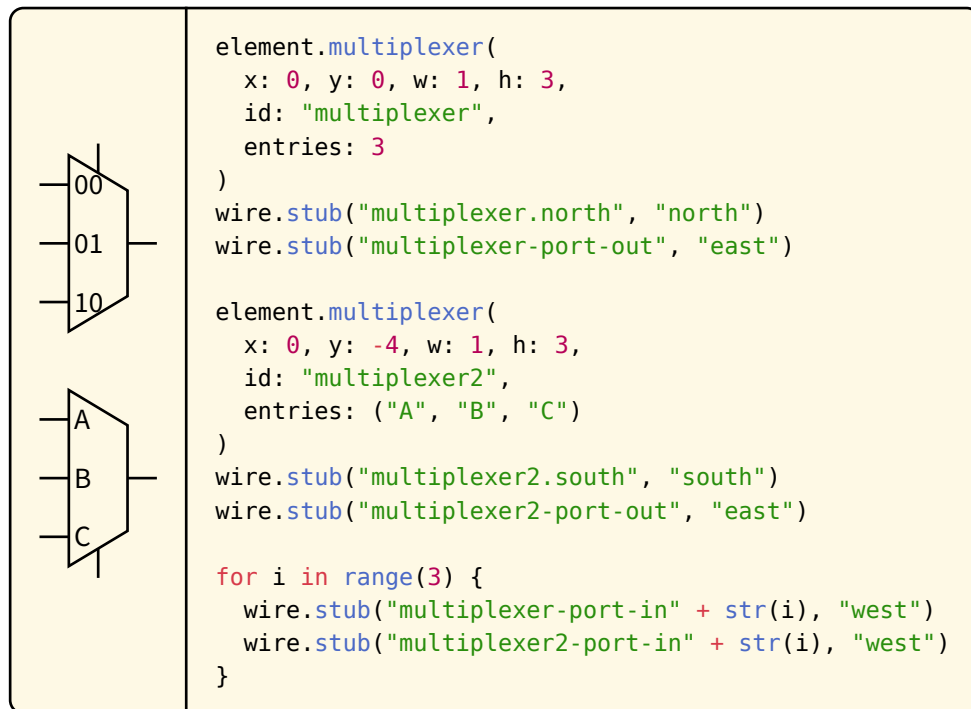 00
01
10
A
B
C
element.multiplexer(
  x: 0, y: 0, w: 1, h: 3,
  id: "multiplexer",
  entries: 3
)
wire.stub("multiplexer.north", "north")
wire.stub("multiplexer-port-out", "east")

element.multiplexer(
  x: 0, y: -4, w: 1, h: 3,
  id: "multiplexer2",
  entries: ("A", "B", "C")
)
wire.stub("multiplexer2.south", "south")
wire.stub("multiplexer2-port-out", "east")

for i in range(3) {
  wire.stub("multiplexer-port-in" + str(i), "west")
  wire.stub("multiplexer2-port-in" + str(i), "west")
}